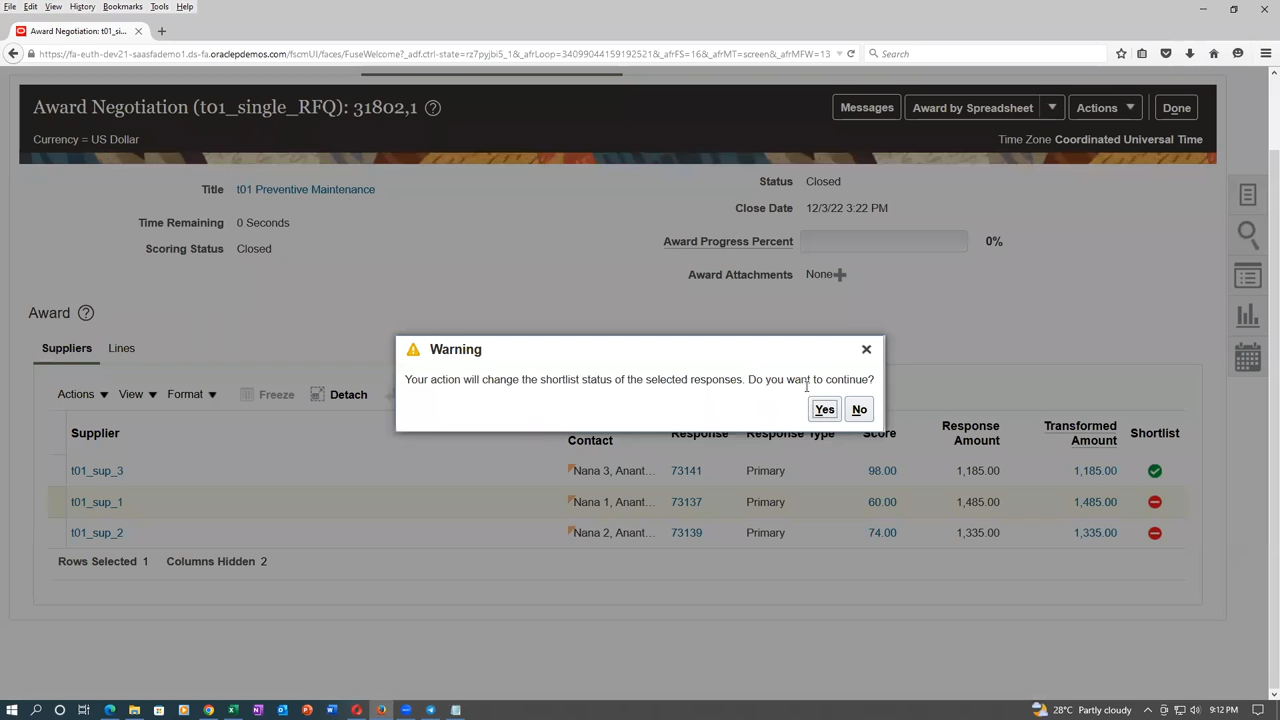 File Edit View History Bookmarks Tools Help
Award Negotiation: t01_si...
https://fa-euth-dev21-saasfademo1.ds-fa.oraclepdemos.com/fscmUI/faces/FuseWelcome?_adf.ctrl-state=rz7pyjbi5_1&_afrLoop=34099044159192521&_afrFS=16&_afrMT=screen&_afrMFW=13 Search
Award Negotiation (t01_single_RFQ): 31802,1 Messages Award by Spreadsheet Actions Done
Currency = US Dollar Time Zone Coordinated Universal Time
Title t01 Preventive Maintenance Status Closed
Time Remaining 0 Seconds Close Date 12/3/22 3:22 PM
Scoring Status Closed Award Progress Percent 0%
Award Attachments None
Award
Suppliers Lines
Warning
Your action will change the shortlist status of the selected responses. Do you want to continue?
Yes No
Actions View Format Freeze Detach
Supplier Contact Response Response Type Score Response Amount Transformed Amount Shortlist
t01_sup_3 Nana 3, Anant... 73141 Primary 98.00 1,185.00 1,185.00
t01_sup_1 Nana 1, Anant... 73137 Primary 60.00 1,485.00 1,485.00
t01_sup_2 Nana 2, Anant... 73139 Primary 74.00 1,335.00 1,335.00
Rows Selected 1 Columns Hidden 2
28°C Partly cloudy 9:12 PM